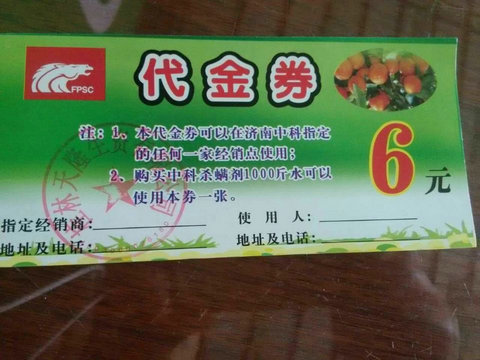 FPSC
代金券
注：1、本代金券可以在济南中科指定
的任何一家经销点使用；
2、购买中科杀螨剂1000斤水可以
使用本券一张。
6元
指定经销商：
使用人：
地址及电话：
地址及电话：